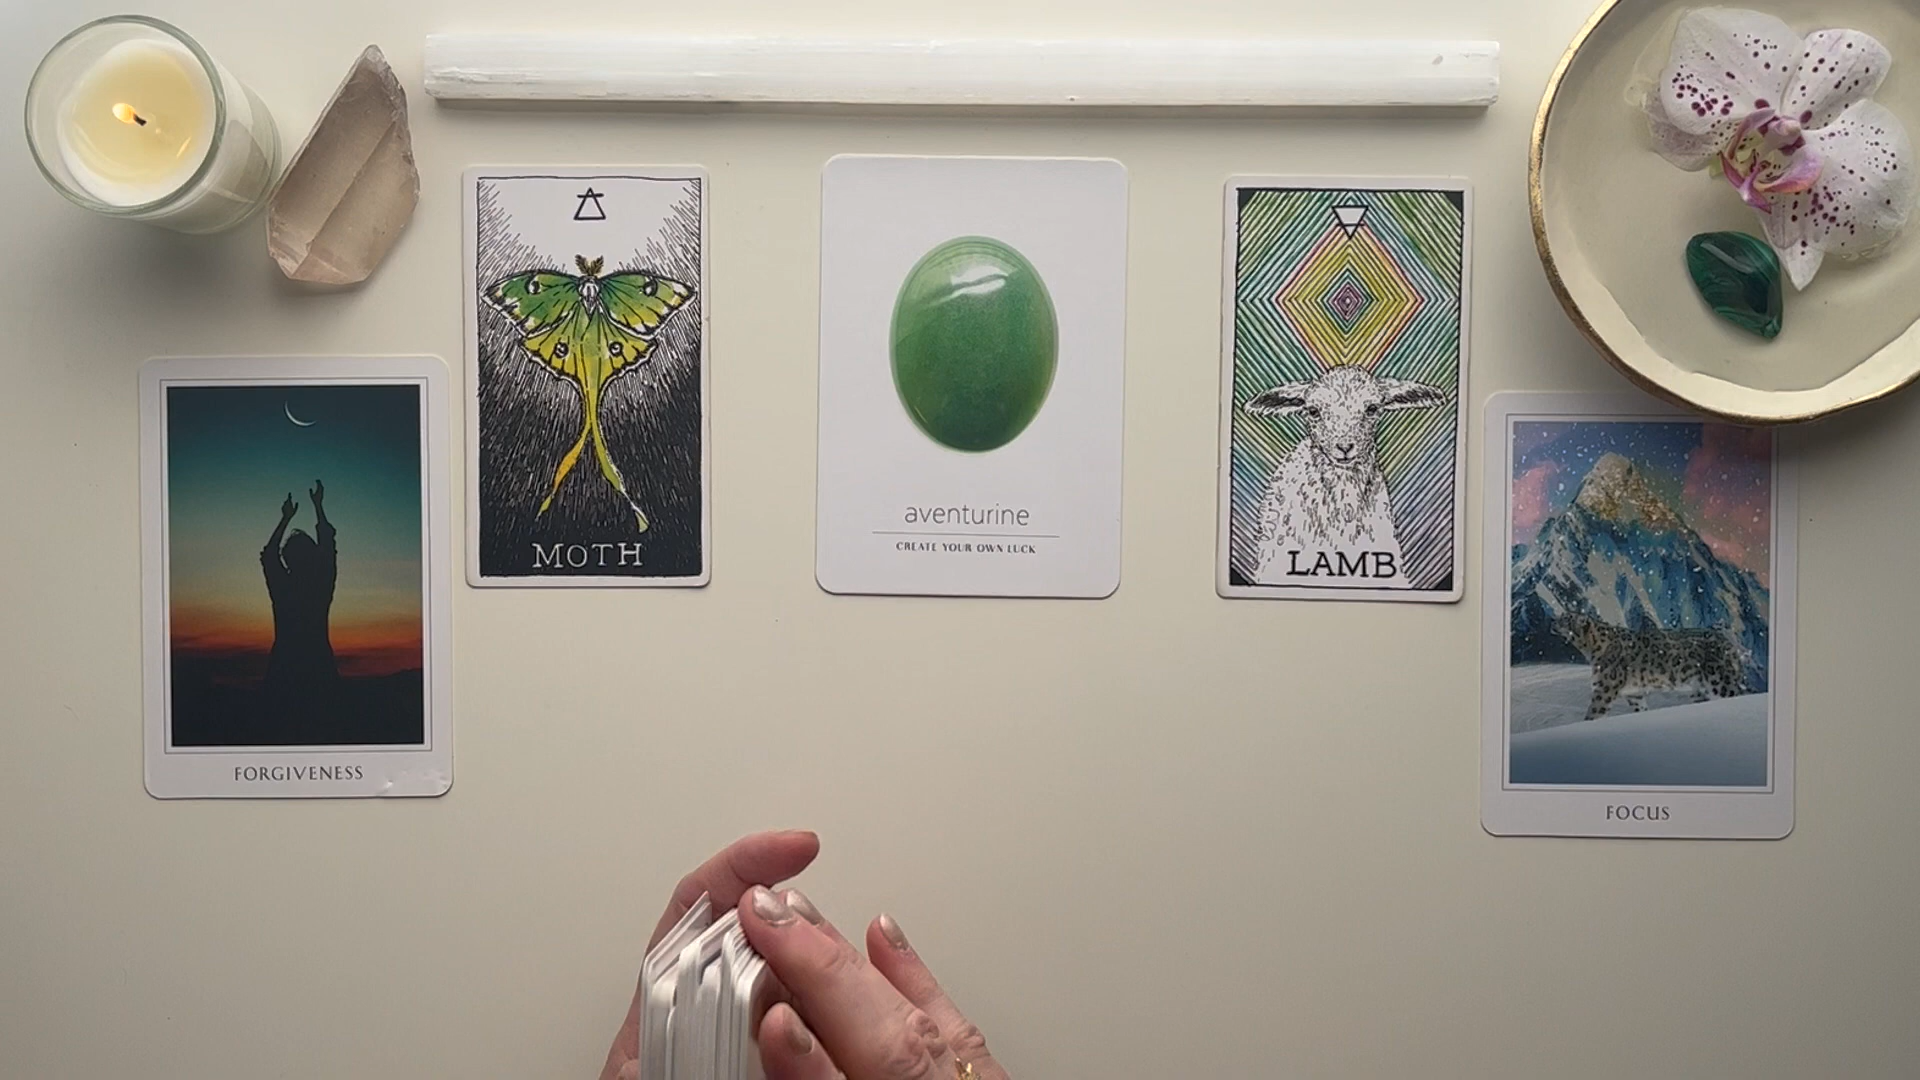 MOTH
aventurine
CREATE YOUR OWN LUCK
LAMB
FORGIVENESS
FOCUS